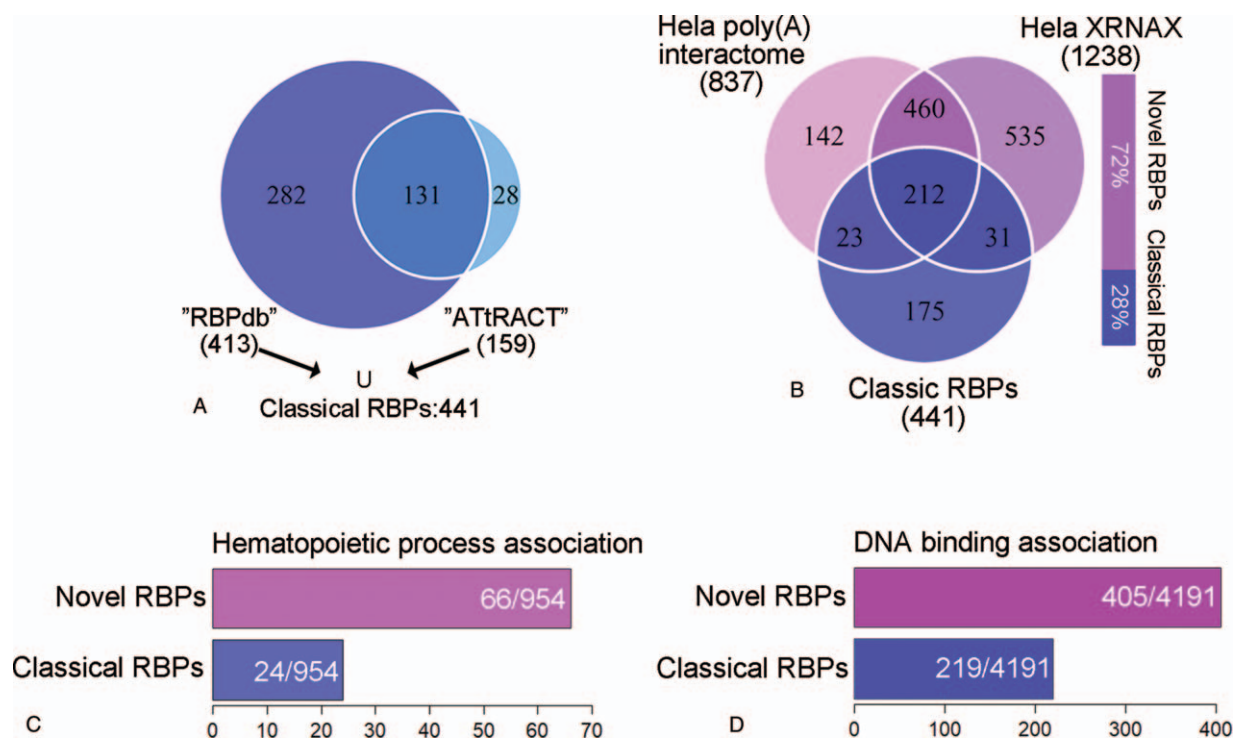 282
131
28
"RBPdb"
(413)
"ATtRACT"
(159)
U
Classical RBPs:441
A
Hela poly(A)
interactome
(837)
Hela XRNAX
(1238)
142
460
535
212
23
31
175
Classic RBPs
(441)
B
72%
28%
Novel RBPs
Classical RBPs
Hematopoietic process association
Novel RBPs
66/954
Classical RBPs
24/954
0 10 20 30 40 50 60 70
C
DNA binding association
Novel RBPs
405/4191
Classical RBPs
219/4191
0 100 200 300 400
D